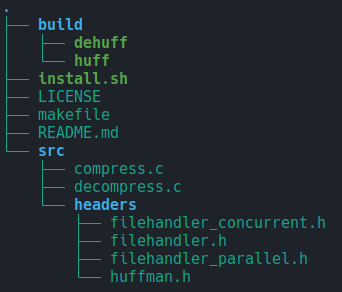 .
├── build
│   ├── dehuff
│   └── huff
├── install.sh
├── LICENSE
├── makefile
├── README.md
└── src
    ├── compress.c
    ├── decompress.c
    └── headers
        ├── filehandler_concurrent.h
        ├── filehandler.h
        ├── filehandler_parallel.h
        └── huffman.h